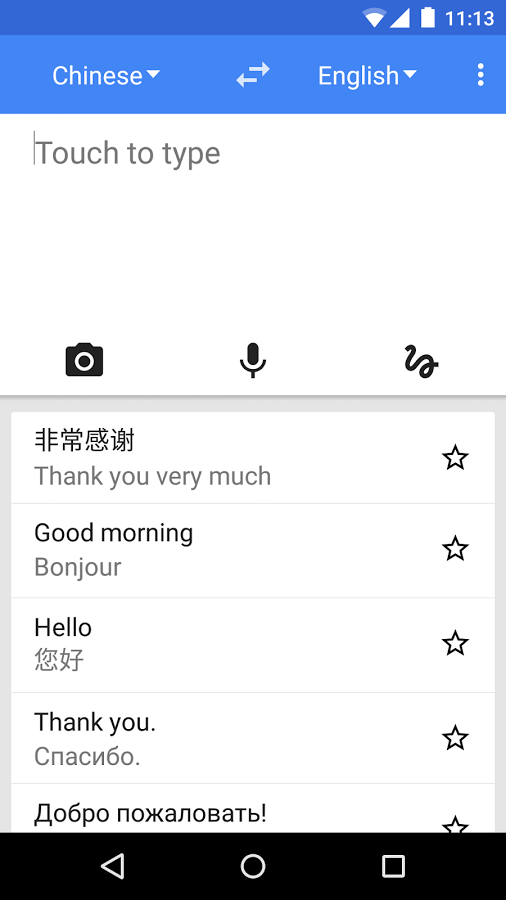 11:13
Chinese English
Touch to type
非常感谢
Thank you very much
Good morning
Bonjour
Hello
您好
Thank you.
Спасибо.
Добро пожаловать!